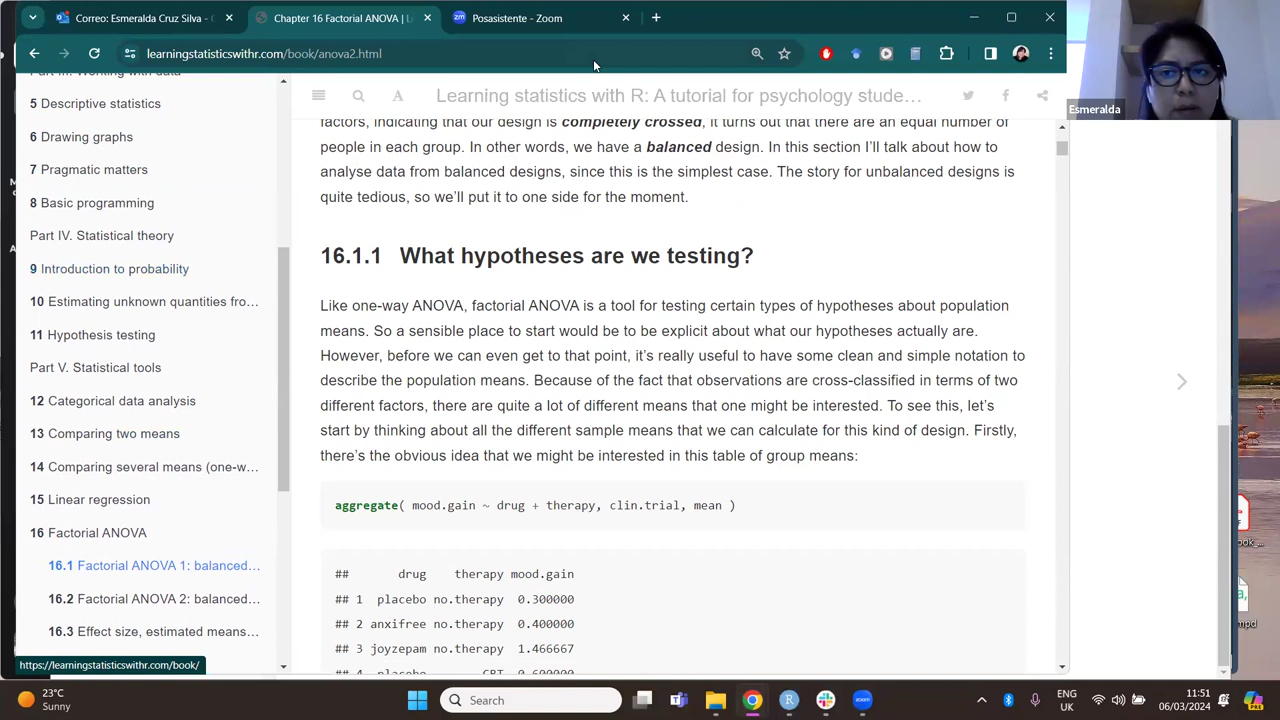 Correo: Esmeralda Cruz Silva -
Chapter 16 Factorial ANOVA | L
Posasistente - Zoom
learningstatisticswithr.com/book/anova2.html
Esmeralda
Learning statistics with R: A tutorial for psychology stude…
Part III. Working with data
5 Descriptive statistics
6 Drawing graphs
7 Pragmatic matters
8 Basic programming
Part IV. Statistical theory
9 Introduction to probability
10 Estimating unknown quantities fro…
11 Hypothesis testing
Part V. Statistical tools
12 Categorical data analysis
13 Comparing two means
14 Comparing several means (one-w…
15 Linear regression
16 Factorial ANOVA
16.1 Factorial ANOVA 1: balanced…
16.2 Factorial ANOVA 2: balanced…
16.3 Effect size, estimated means…
https://learningstatisticswithr.com/book/
factors, indicating that our design is completely crossed, it turns out that there are an equal number of
people in each group. In other words, we have a balanced design. In this section I'll talk about how to
analyse data from balanced designs, since this is the simplest case. The story for unbalanced designs is
quite tedious, so we'll put it to one side for the moment.
16.1.1 What hypotheses are we testing?
Like one-way ANOVA, factorial ANOVA is a tool for testing certain types of hypotheses about population
means. So a sensible place to start would be to be explicit about what our hypotheses actually are.
However, before we can even get to that point, it's really useful to have some clean and simple notation to
describe the population means. Because of the fact that observations are cross-classified in terms of two
different factors, there are quite a lot of different means that one might be interested. To see this, let's
start by thinking about all the different sample means that we can calculate for this kind of design. Firstly,
there's the obvious idea that we might be interested in this table of group means:
aggregate( mood.gain ~ drug + therapy, clin.trial, mean )
## drug therapy mood.gain
## 1 placebo no.therapy 0.300000
## 2 anxifree no.therapy 0.400000
## 3 joyzepam no.therapy 1.466667
## 4 placebo CBT 0.600000
book_...
mpd
23°C
Sunny
Search
ENG
UK
11:51
06/03/2024